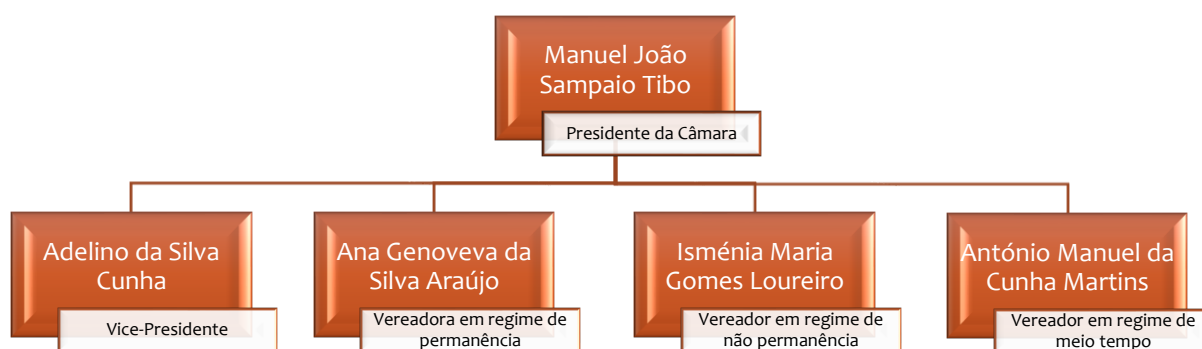 Manuel João
Sampaio Tibo
Presidente da Câmara
Adelino da Silva
Cunha
Vice-Presidente
Ana Genoveva da
Silva Araújo
Vereadora em regime de
permanência
Isménia Maria
Gomes Loureiro
Vereador em regime de
não permanência
António Manuel da
Cunha Martins
Vereador em regime de
meio tempo